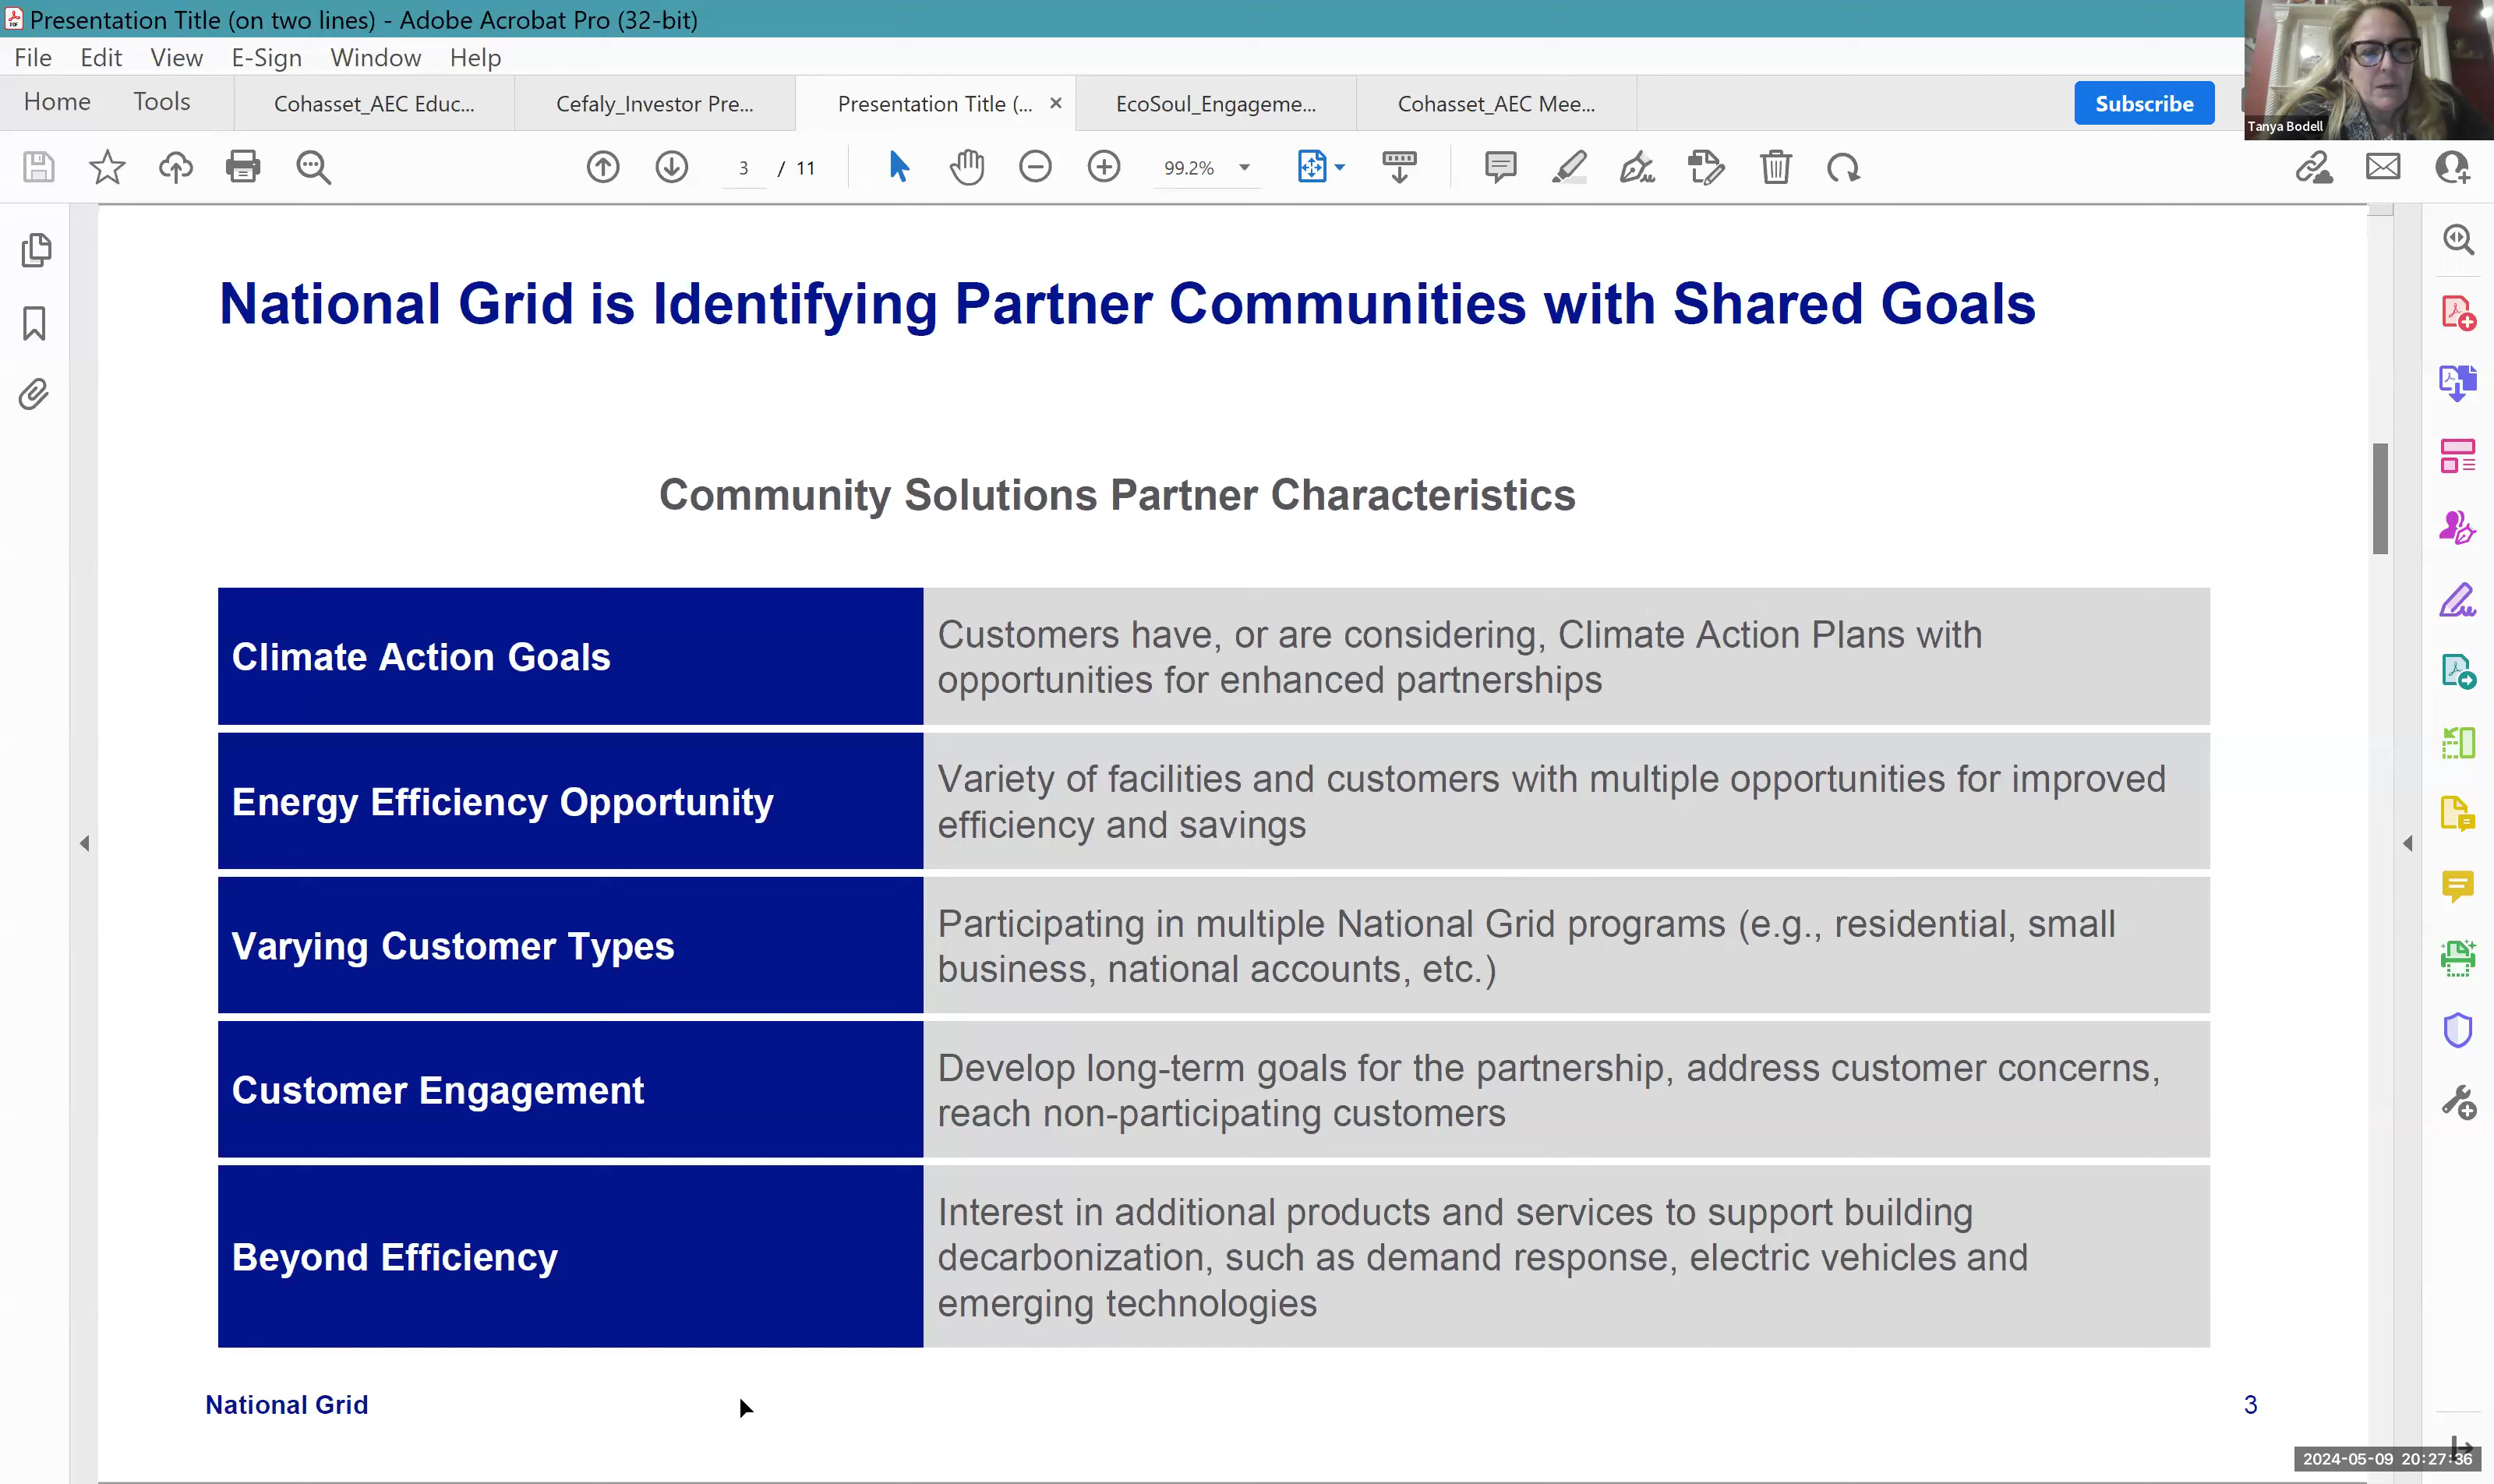 Presentation Title (on two lines) - Adobe Acrobat Pro (32-bit)
File Edit View E-Sign Window Help
Home Tools Cohasset_AEC Educ... Cefaly_Investor Pre... Presentation Title (... × EcoSoul_Engageme... Cohasset_AEC Mee... Subscribe
Tanya Bodell
3 / 11 99.2%
National Grid is Identifying Partner Communities with Shared Goals
Community Solutions Partner Characteristics
Climate Action Goals
Customers have, or are considering, Climate Action Plans with
opportunities for enhanced partnerships
Energy Efficiency Opportunity
Variety of facilities and customers with multiple opportunities for improved
efficiency and savings
Varying Customer Types
Participating in multiple National Grid programs (e.g., residential, small
business, national accounts, etc.)
Customer Engagement
Develop long-term goals for the partnership, address customer concerns,
reach non-participating customers
Beyond Efficiency
Interest in additional products and services to support building
decarbonization, such as demand response, electric vehicles and
emerging technologies
National Grid
3
2024-05-09 20:27:36